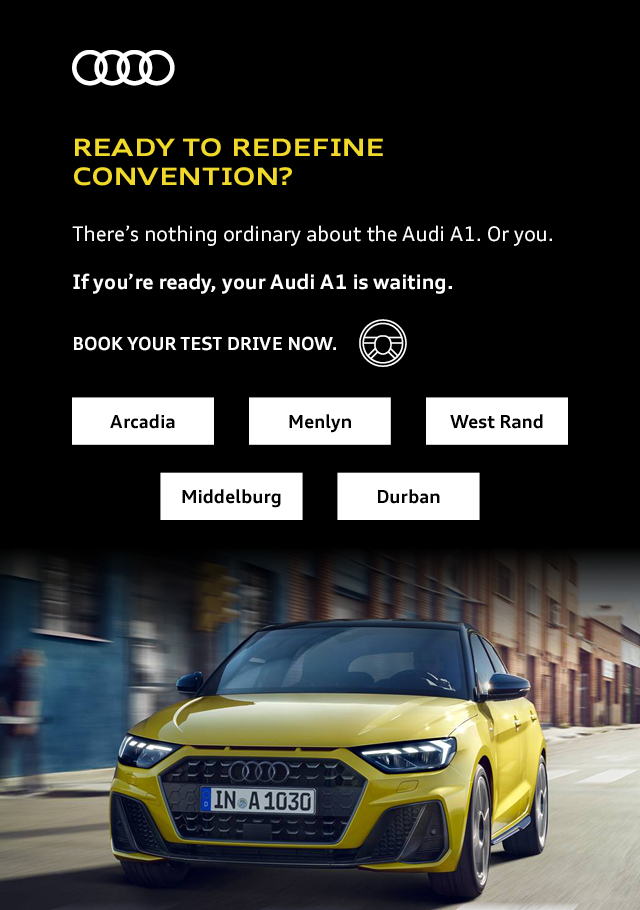 READY TO REDEFINE
CONVENTION?
There's nothing ordinary about the Audi A1. Or you.
If you're ready, your Audi A1 is waiting.
BOOK YOUR TEST DRIVE NOW.
Arcadia
Menlyn
West Rand
Middelburg
Durban
D
IN A 1030